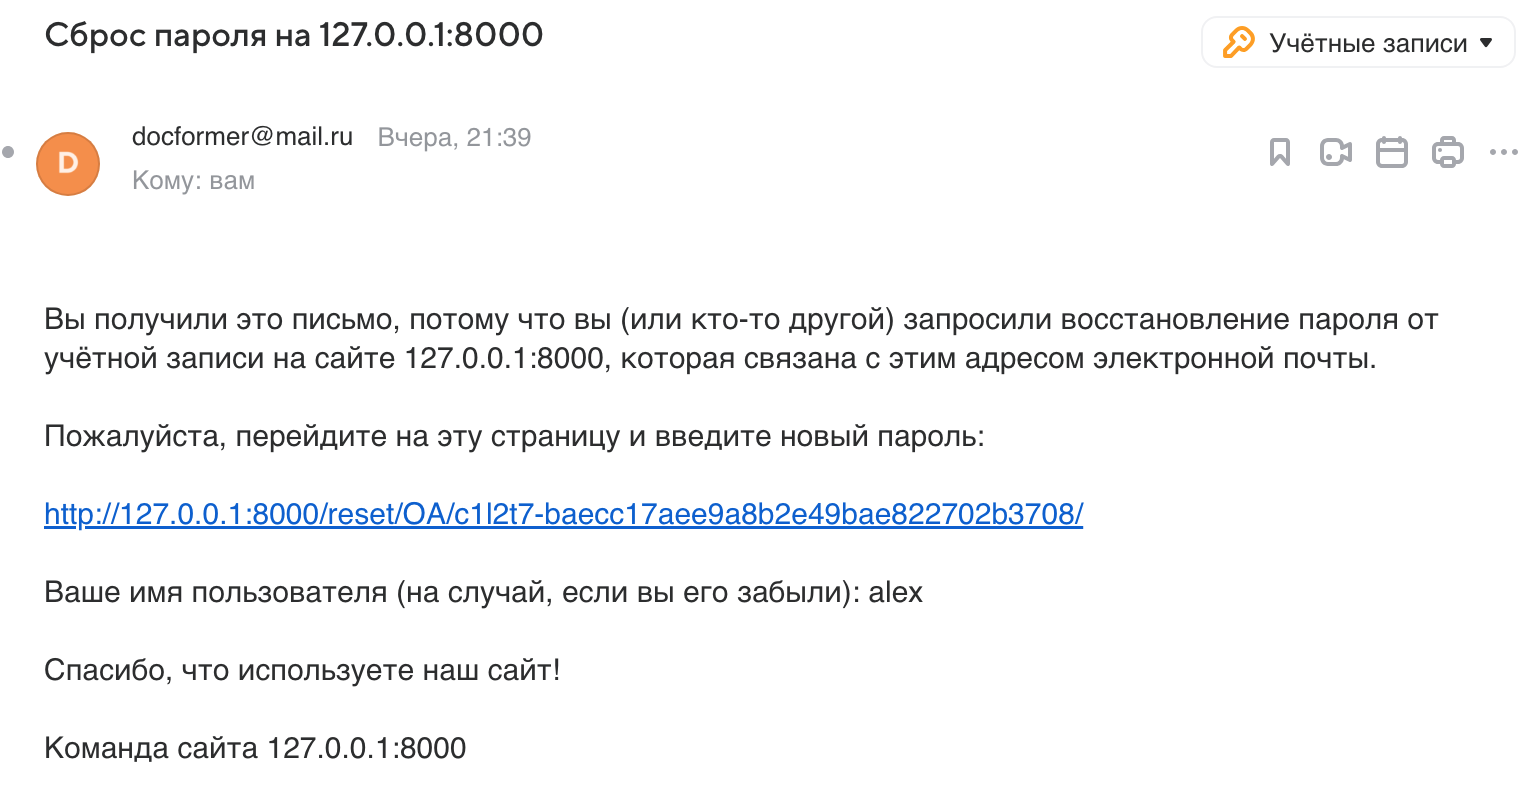 Сброс пароля на 127.0.0.1:8000
Учётные записи
D
docformer@mail.ru Вчера, 21:39
Кому: вам
Вы получили это письмо, потому что вы (или кто-то другой) запросили восстановление пароля от
учётной записи на сайте 127.0.0.1:8000, которая связана с этим адресом электронной почты.
Пожалуйста, перейдите на эту страницу и введите новый пароль:
http://127.0.0.1:8000/reset/OA/c1l2t7-baecc17aee9a8b2e49bae822702b3708/
Ваше имя пользователя (на случай, если вы его забыли): alex
Спасибо, что используете наш сайт!
Команда сайта 127.0.0.1:8000